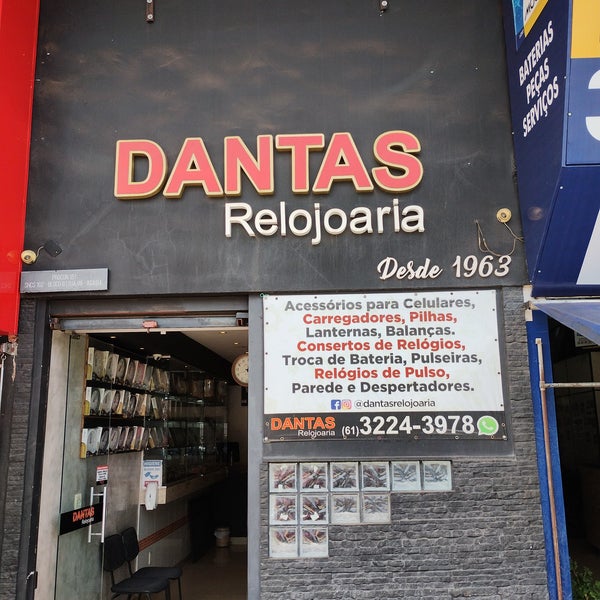 DANTAS
Relojoaria
Desde 1963
BATERIAS
PEÇAS
SERVIÇOS
Acessórios para Celulares,
Carregadores, Pilhas,
Lanternas, Balanças.
Consertos de Relógios,
Troca de Bateria, Pulseiras,
Relógios de Pulso,
Parede e Despertadores.
@dantasrelojoaria
DANTAS
Relojoaria
(61) 3224-3978
DANTAS
Relojoaria